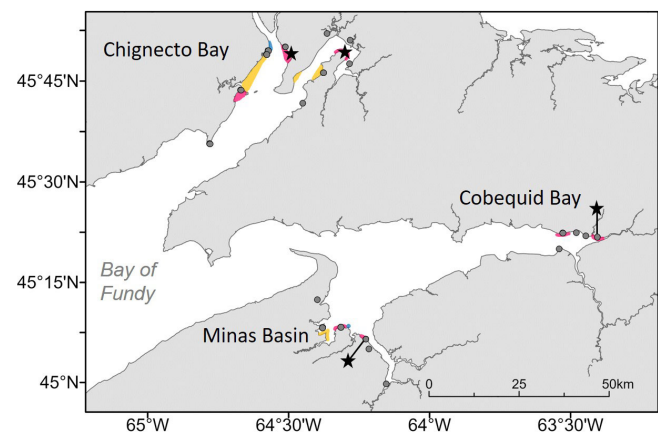 Chignecto Bay
45°45'N
45°30'N
Cobequid Bay
45°15'N
Bay of
Fundy
Minas Basin
45°N
0 25 50km
65°W 64°30'W 64°W 63°30'W